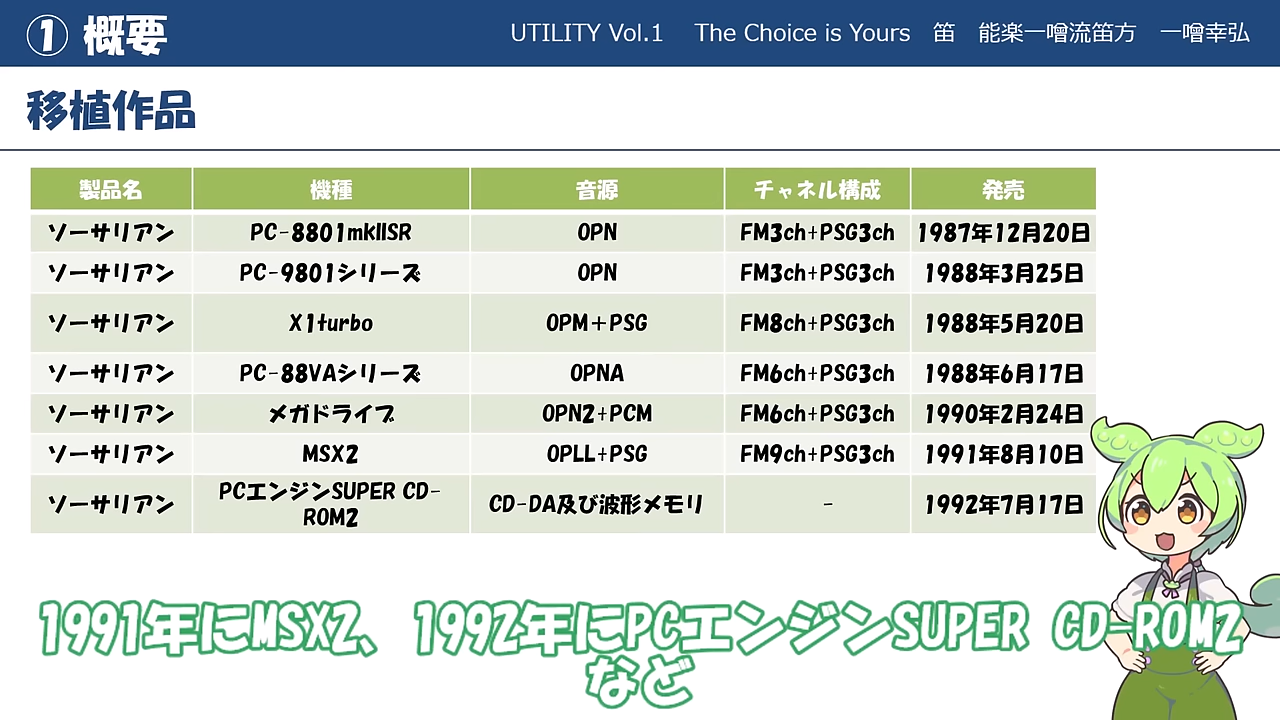 ① 概要
UTILITY Vol.1 The Choice is Yours 笛 能楽一噌流笛方 一噌幸弘
移植作品
製品名 機種 音源 チャネル構成 発売
ソーサリアン PC-8801mkIISR OPN FM3ch+PSG3ch 1987年12月20日
ソーサリアン PC-9801シリーズ OPN FM3ch+PSG3ch 1988年3月25日
ソーサリアン X1turbo OPM+PSG FM8ch+PSG3ch 1988年5月20日
ソーサリアン PC-88VAシリーズ OPNA FM6ch+PSG3ch 1988年6月17日
ソーサリアン メガドライブ OPN2+PCM FM6ch+PSG3ch 1990年2月24日
ソーサリアン MSX2 OPLL+PSG FM9ch+PSG3ch 1991年8月10日
ソーサリアン PCエンジンSUPER CD-ROM2 CD-DA及び波形メモリ - 1992年7月17日
1991年にMSX2、1992年にPCエンジンSUPER CD-ROM2
など